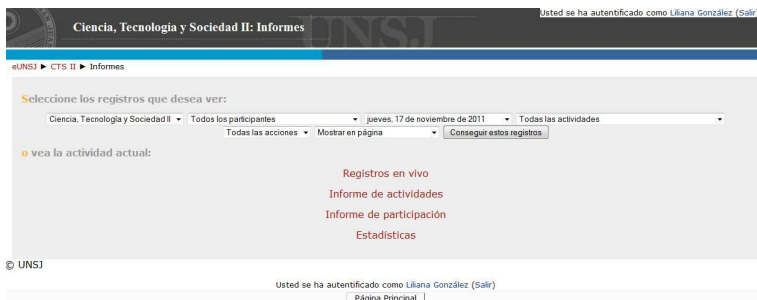 Usted se ha autentificado como Liliana González (Salir
Ciencia, Tecnología y Sociedad II: Informes
UNSJ
eUNSJ ► CTS II ► Informes
Seleccione los registros que desea ver:
Ciencia, Tecnología y Sociedad II Todos los participantes jueves, 17 de noviembre de 2011 Todas las actividades
Todas las acciones Mostrar en página Conseguir estos registros
o vea la actividad actual:
Registros en vivo
Informe de actividades
Informe de participación
Estadísticas
© UNSJ
Usted se ha autentificado como Liliana González (Salir)
Página Principal